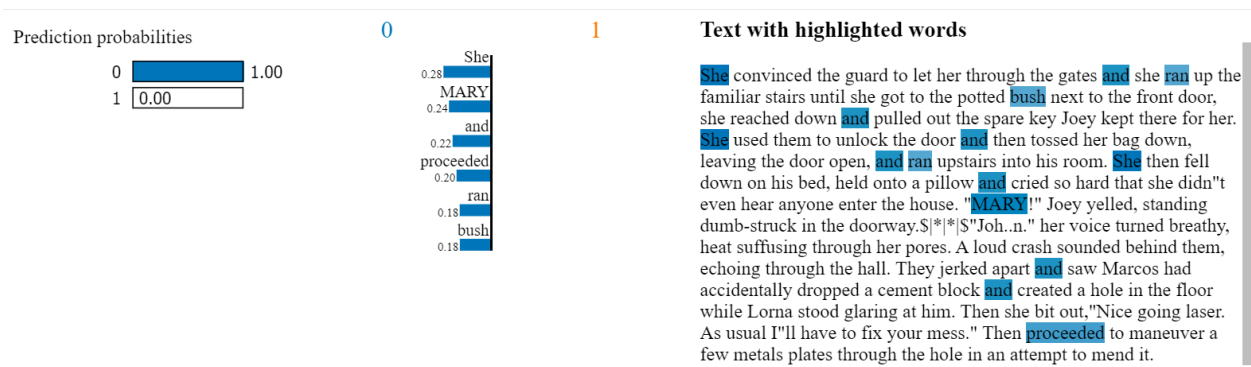 Prediction probabilities
0 1.00
1 0.00
0 1
She
0.28
MARY
0.24
and
0.22
proceeded
0.20
ran
0.18
bush
0.18
Text with highlighted words
She convinced the guard to let her through the gates and she ran up the
familiar stairs until she got to the potted bush next to the front door,
she reached down and pulled out the spare key Joey kept there for her.
She used them to unlock the door and then tossed her bag down,
leaving the door open, and ran upstairs into his room. She then fell
down on his bed, held onto a pillow and cried so hard that she didn"t
even hear anyone enter the house. "MARY!" Joey yelled, standing
dumb-struck in the doorway.$|*|*|$"Joh..n." her voice turned breathy,
heat suffusing through her pores. A loud crash sounded behind them,
echoing through the hall. They jerked apart and saw Marcos had
accidentally dropped a cement block and created a hole in the floor
while Lorna stood glaring at him. Then she bit out,"Nice going laser.
As usual I"ll have to fix your mess." Then proceeded to maneuver a
few metals plates through the hole in an attempt to mend it.